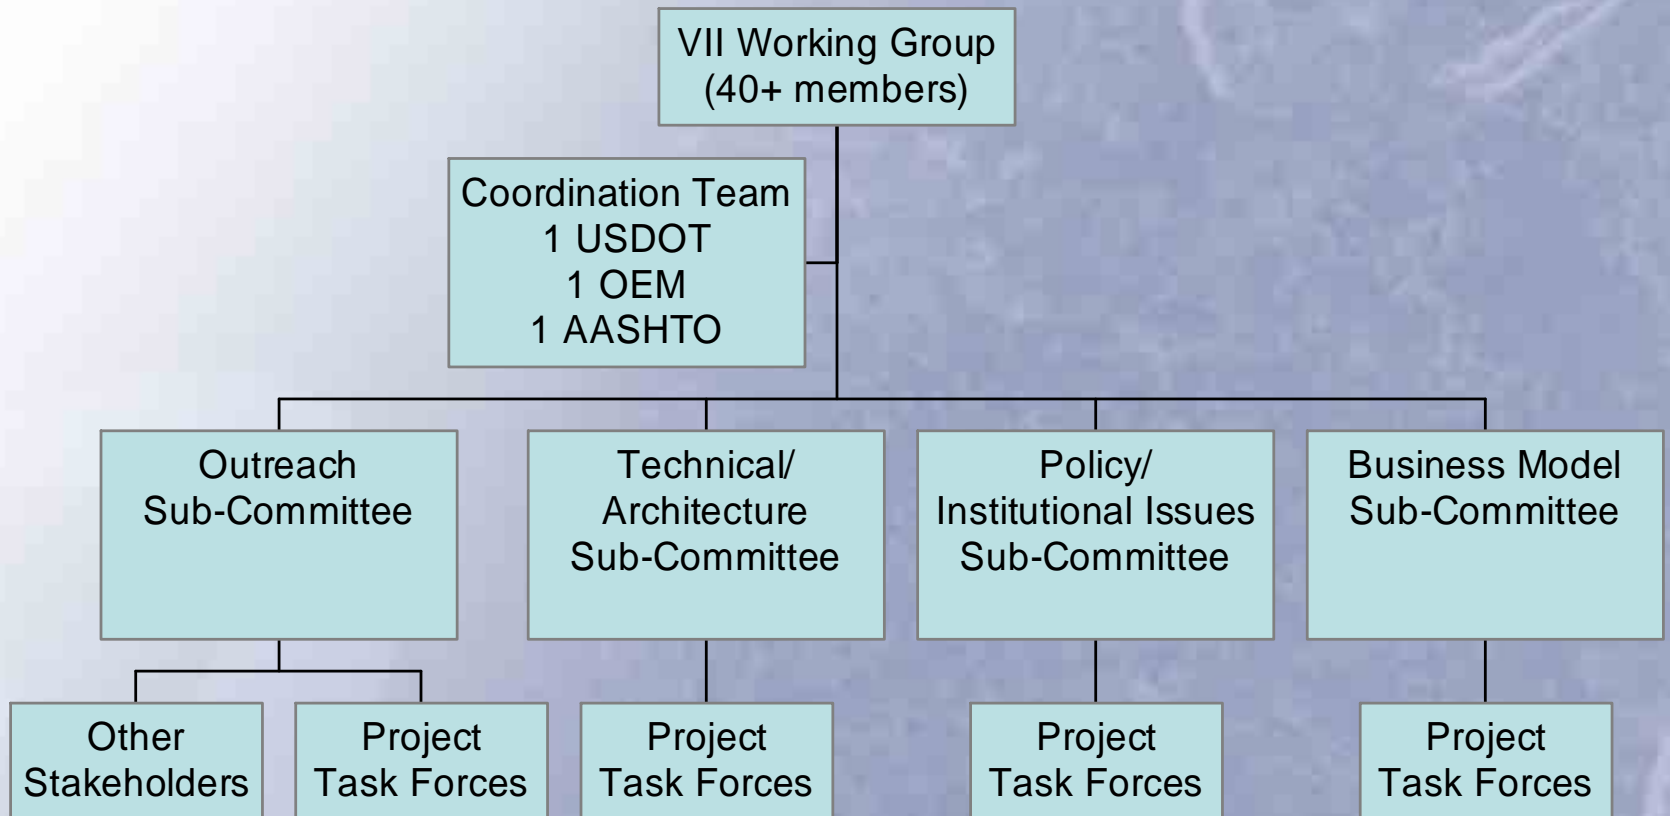 VII Working Group
(40+ members)
Coordination Team
1 USDOT
1 OEM
1 AASHTO
Outreach
Sub-Committee
Technical/
Architecture
Sub-Committee
Policy/
Institutional Issues
Sub-Committee
Business Model
Sub-Committee
Other
Stakeholders
Project
Task Forces
Project
Task Forces
Project
Task Forces
Project
Task Forces